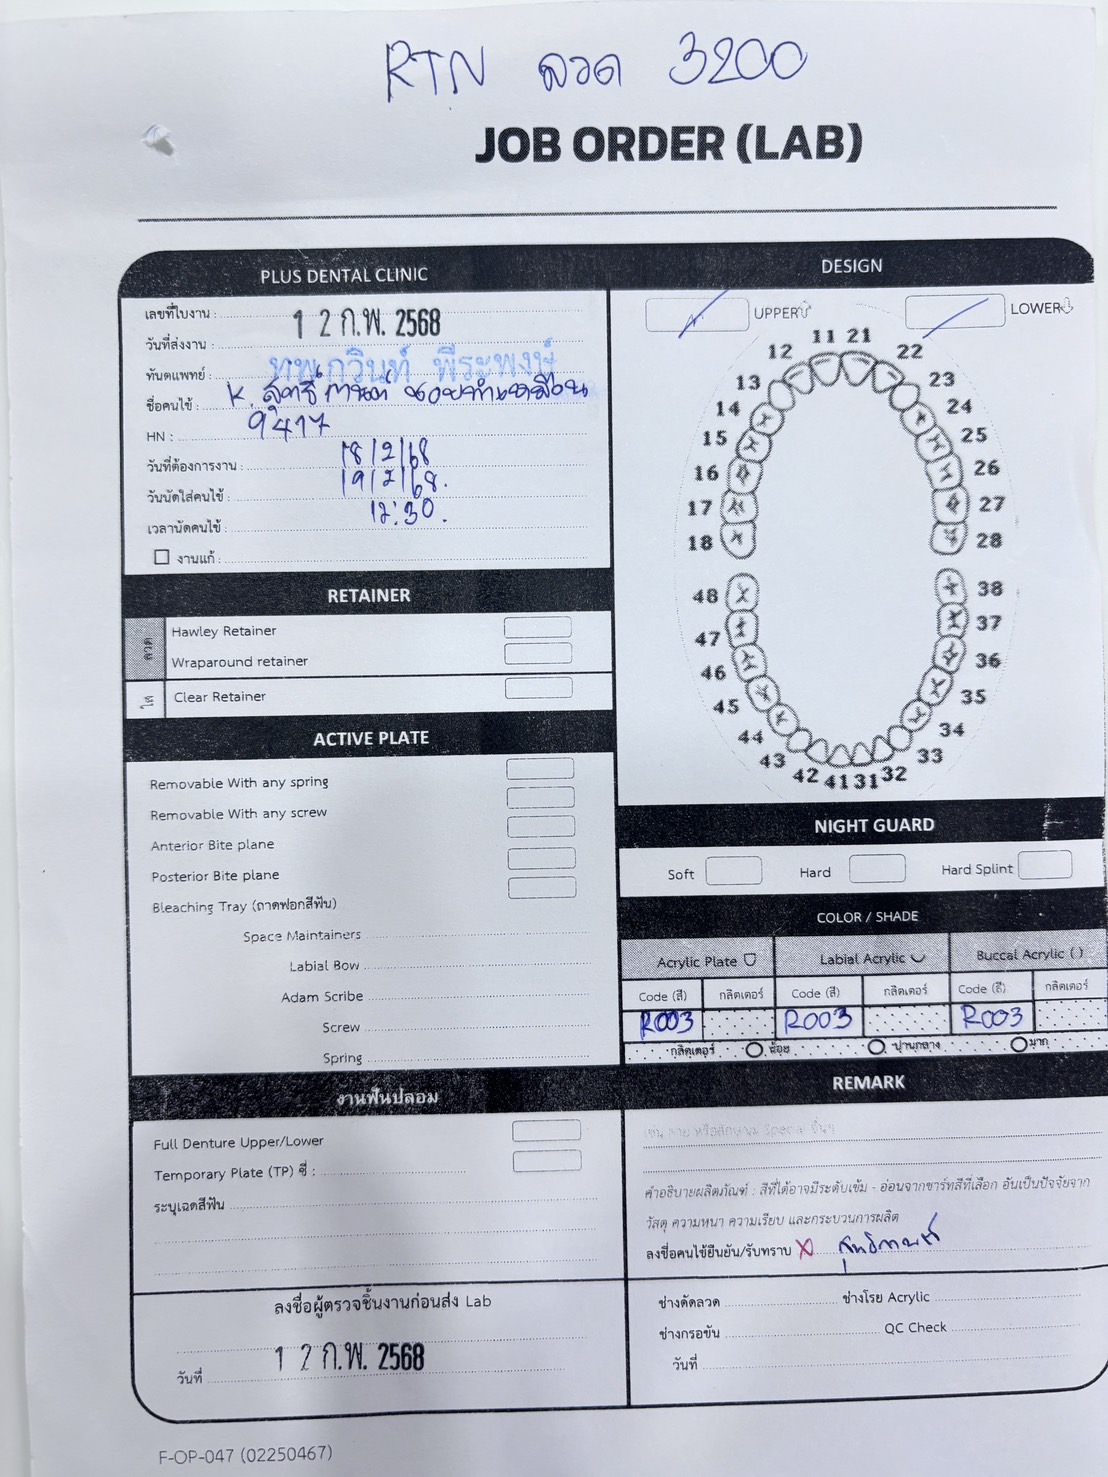 RTN ลวด 3200
JOB ORDER (LAB)
PLUS DENTAL CLINIC
เลขที่ใบงาน :
วันที่ส่งงาน : 1 2 ก.พ. 2568
ทันตแพทย์ : ทพ.กวินท์ พีระพงษ์
ชื่อคนไข้ : K.
HN : 9417
วันที่ต้องการงาน : 18/2/68
วันนัดใส่คนไข้ : 19/2/68.
เวลานัดคนไข้ : 12:30.
งานแก้ :
DESIGN
UPPER LOWER
11 21
12 22
13 23
14 24
15 25
16 26
17 27
18 28
48 38
47 37
46 36
45 35
44 34
43 33
42 41 31 32
RETAINER
ลวด
Hawley Retainer
Wraparound retainer
ใส
Clear Retainer
ACTIVE PLATE
Removable With any spring
Removable With any screw
Anterior Bite plane
Posterior Bite plane
Bleaching Tray (ถาดฟอกสีฟัน)
Space Maintainers
Labial Bow
Adam Scribe
Screw
Spring
NIGHT GUARD
Soft Hard Hard Splint
COLOR / SHADE
Acrylic Plate Labial Acrylic Buccal Acrylic ( )
Code (สี) กลิตเตอร์ Code (สี) กลิตเตอร์ Code (สี) กลิตเตอร์
R003 R003 R003
กลิตเตอร์ น้อย ปานกลาง มาก
งานฟันปลอม
Full Denture Upper/Lower
Temporary Plate (TP) ซี่ :
ระบุเฉดสีฟัน
REMARK
เช่น ลาย หรือลักษณะ Special อื่นๆ
คำอธิบายผลิตภัณฑ์ : สีที่ได้อาจมีระดับเข้ม - อ่อนจากชาร์ทสีที่เลือก อันเป็นปัจจัยจาก
วัสดุ ความหนา ความเรียบ และกระบวนการผลิต
ลงชื่อคนไข้ยืนยัน/รับทราบ X
ลงชื่อผู้ตรวจชิ้นงานก่อนส่ง Lab
วันที่ 1 2 ก.พ. 2568
ช่างดัดลวด ช่างโรย Acrylic
ช่างกรอขัน QC Check
วันที่
F-OP-047 (02250467)